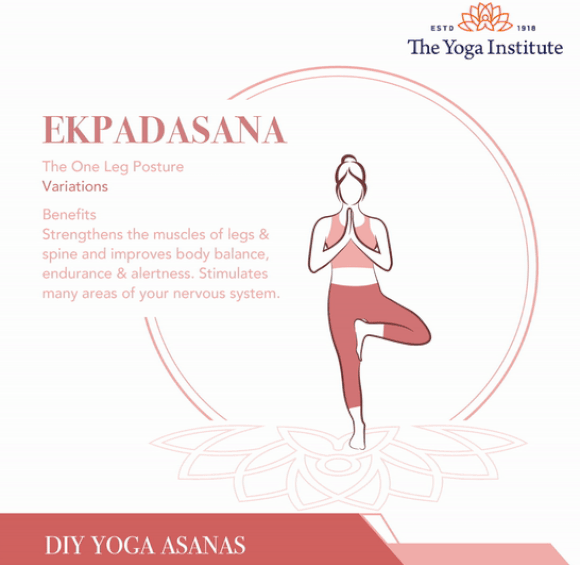 ESTD 1918
The Yoga Institute
EKPADASANA
The One Leg Posture
Variations
Benefits
Strengthens the muscles of legs &
spine and improves body balance,
endurance & alertness. Stimulates
many areas of your nervous system.
DIY YOGA ASANAS